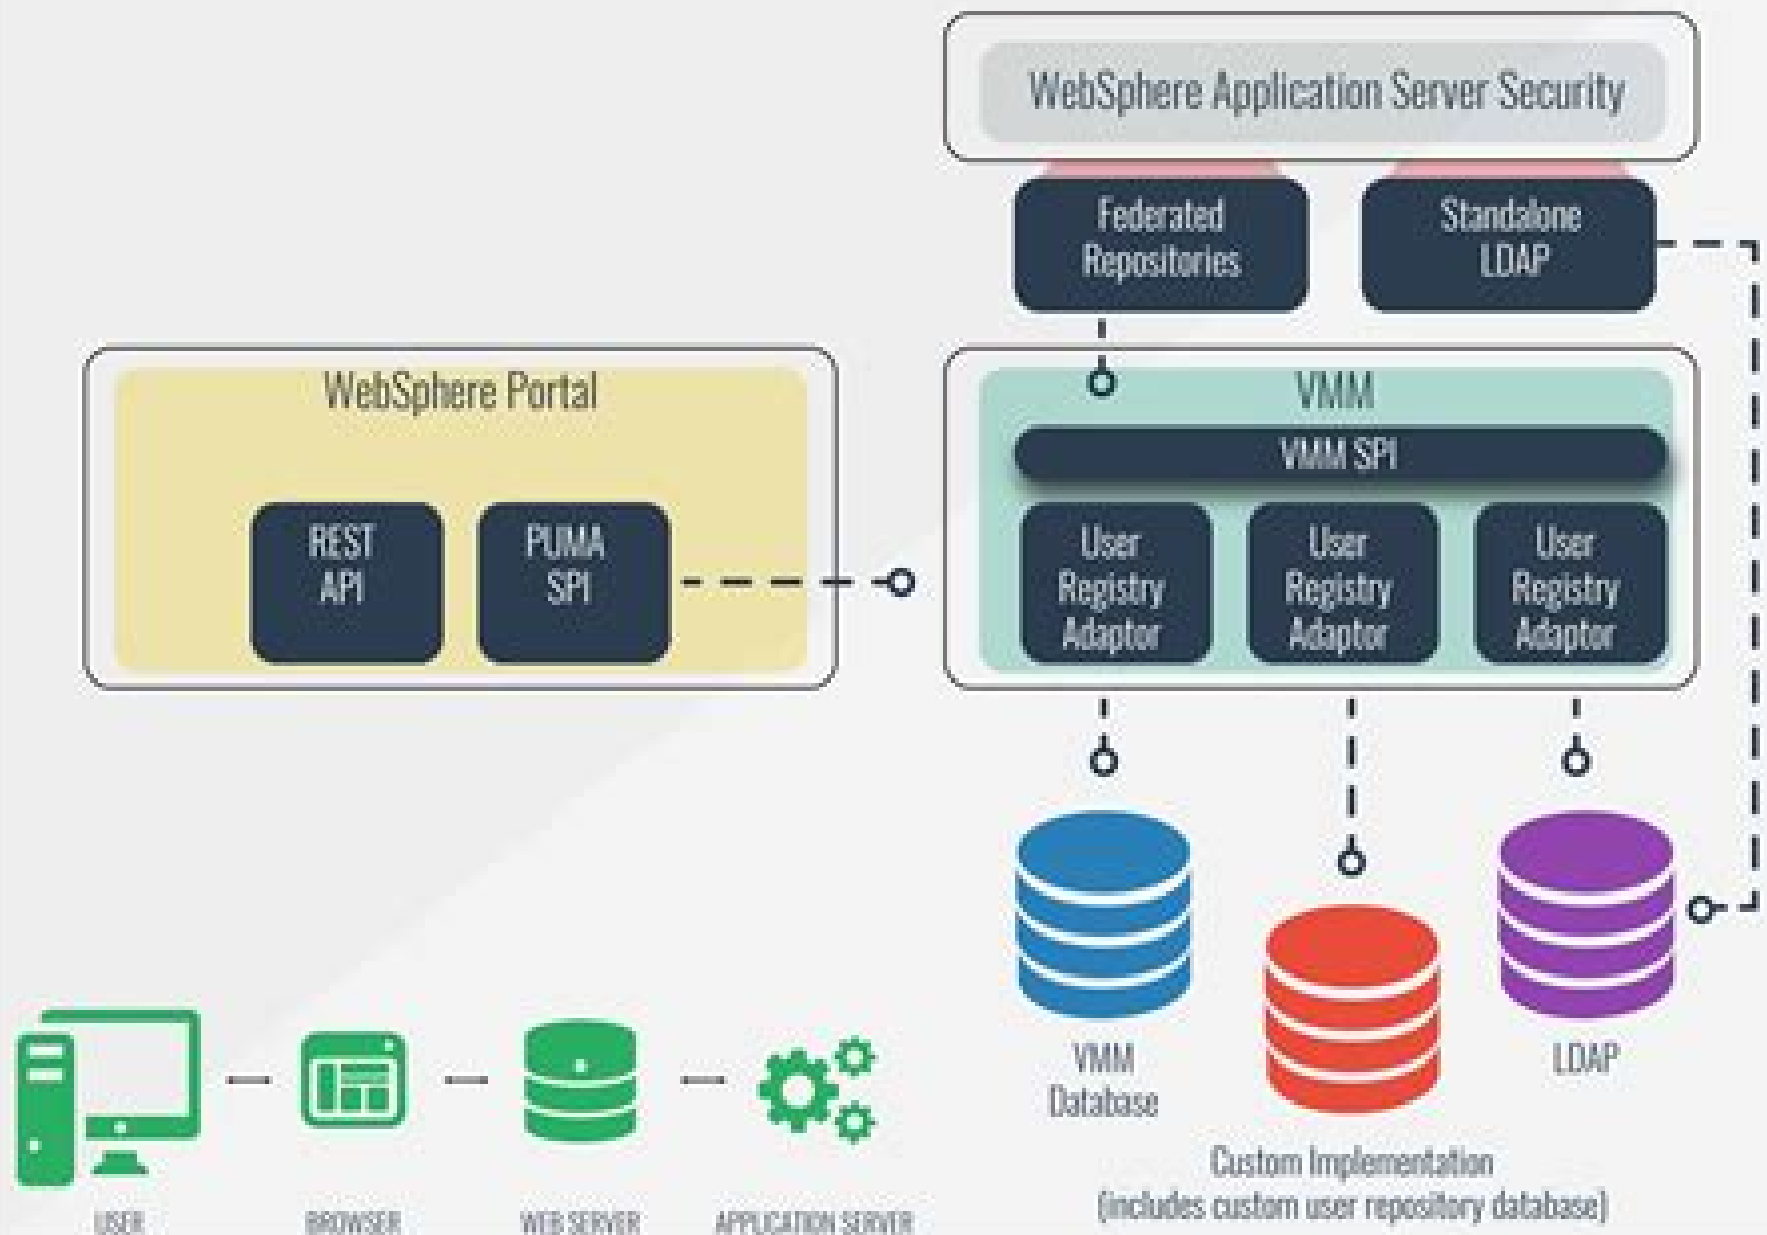 WebSphere Application Server Security
Federated
Repositories
Standalone
LDAP
WebSphere Portal
REST
API
PUMA
SPI
VMM
VMM SPI
User
Registry
Adaptor
User
Registry
Adaptor
User
Registry
Adaptor
VMM
Database
LDAP
Custom Implementation
(includes custom user repository database)
USER
BROWSER
WEB SERVER
APPLICATION SERVER